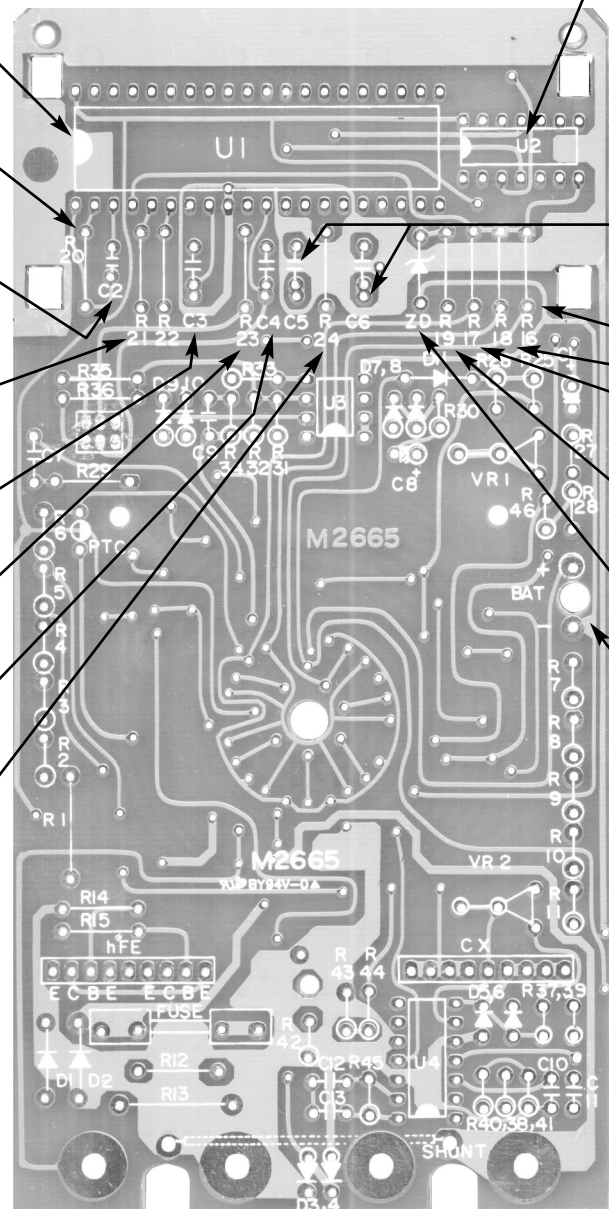 U1
U2
R
20
C2
R
21
R
22
C3
R
23
C4
C5
R
24
C6
ZD
R
19
R
17
R
18
R
16
R35
R36
D9,10
R33
U3
D7,8
R30
C9
R
34
R
32
R
31
C8
+
VR1
R
27
R
28
R
46
R29
R
6
PTC
M2665
+
BAT
-
R
5
R
4
R
3
R
2
R1
R
7
R
8
R
9
R
10
R
11
M2665
BY94V-0
VR2
R14
R15
hFE
E C B E E C B E
FUSE
R
43
R
44
CX
D5,6
R37,39
R
42
D1
D2
R12
R13
C12
C13
R45
U4
C10
C
11
R40,38,41
SHUNT
D3,4